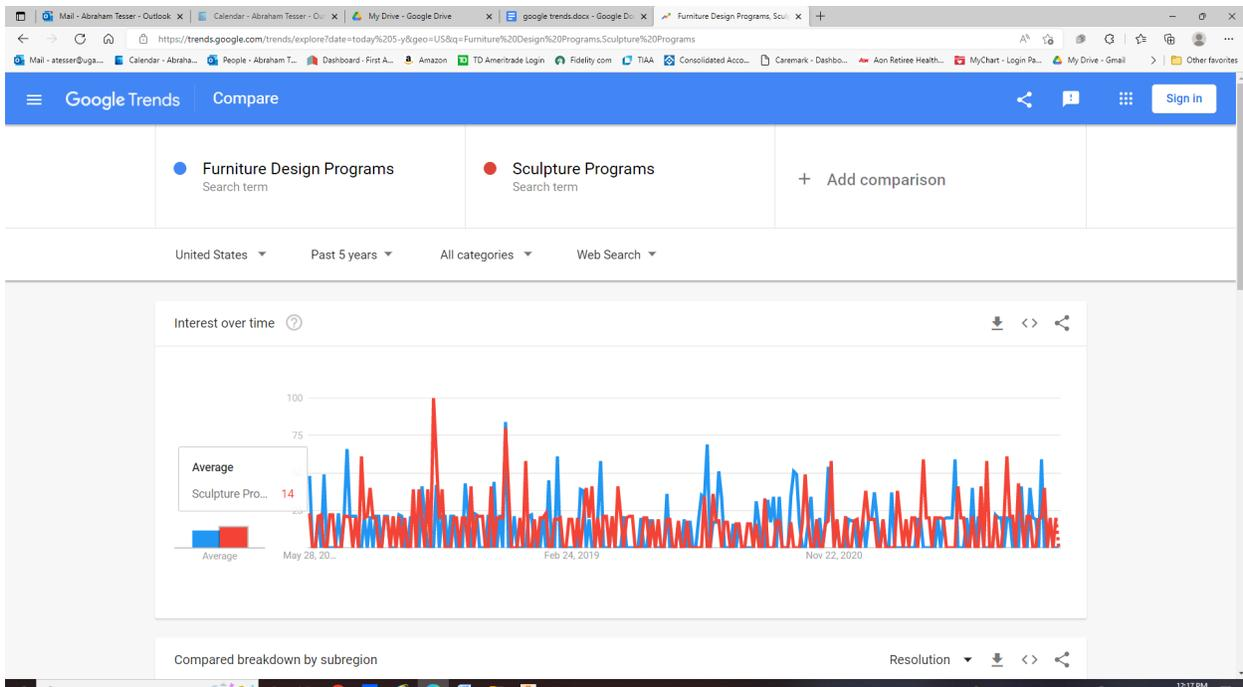 Mail - Abraham Tesser - Outlook
Calendar - Abraham Tesser - Ou
My Drive - Google Drive
google trends.docx - Google Do
Furniture Design Programs, Scul
https://trends.google.com/trends/explore?date=today%205-y&geo=US&q=Furniture%20Design%20Programs,Sculpture%20Programs
Mail - atesser@uga... Calendar - Abraha... People - Abraham T... Dashboard - First A... Amazon TD Ameritrade Login Fidelity com TIAA Consolidated Acco... Caremark - Dashbo... Aon Retiree Health... MyChart - Login Pa... My Drive - Gmail Other favorites
Google Trends Compare Sign in
Furniture Design Programs
Search term
Sculpture Programs
Search term
+ Add comparison
United States Past 5 years All categories Web Search
Interest over time
100
75
25
Average
Sculpture Pro... 14
Average
May 28, 20... Feb 24, 2019 Nov 22, 2020
Compared breakdown by subregion Resolution
12:17 PM